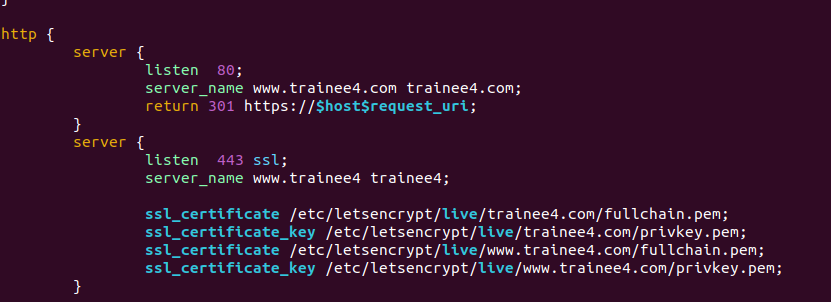 }
http {
server {
listen  80;
server_name www.trainee4.com trainee4.com;
return 301 https://$host$request_uri;
}
server {
listen  443 ssl;
server_name www.trainee4 trainee4;
ssl_certificate /etc/letsencrypt/live/trainee4.com/fullchain.pem;
ssl_certificate_key /etc/letsencrypt/live/trainee4.com/privkey.pem;
ssl_certificate /etc/letsencrypt/live/www.trainee4.com/fullchain.pem;
ssl_certificate_key /etc/letsencrypt/live/www.trainee4.com/privkey.pem;
}